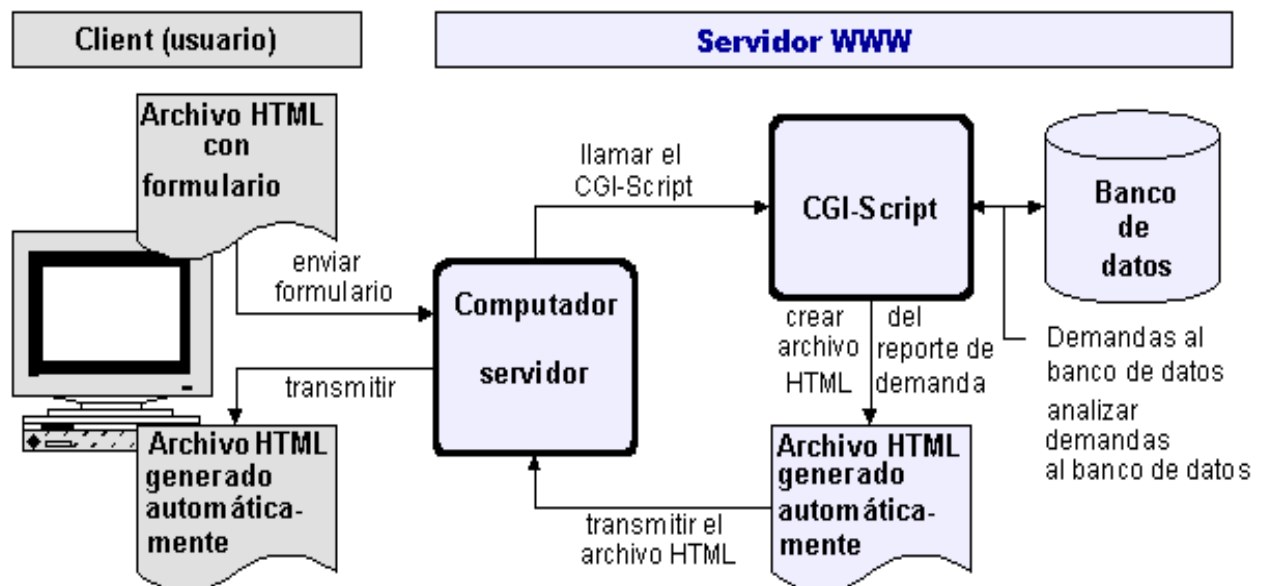 Client (usuario)
Servidor WWW
Archivo HTML
con
formulario
enviar
formulario
llamar el
CGI-Script
CGI-Script
Banco
de
datos
Computador
servidor
transmitir
crear
archivo
HTML
del
reporte de
demanda
Demandas al
banco de datos
analizar
demandas
al banco de datos
Archivo HTML
generado
automática-
mente
transmitir el
archivo HTML
Archivo HTML
generado
automática-
mente